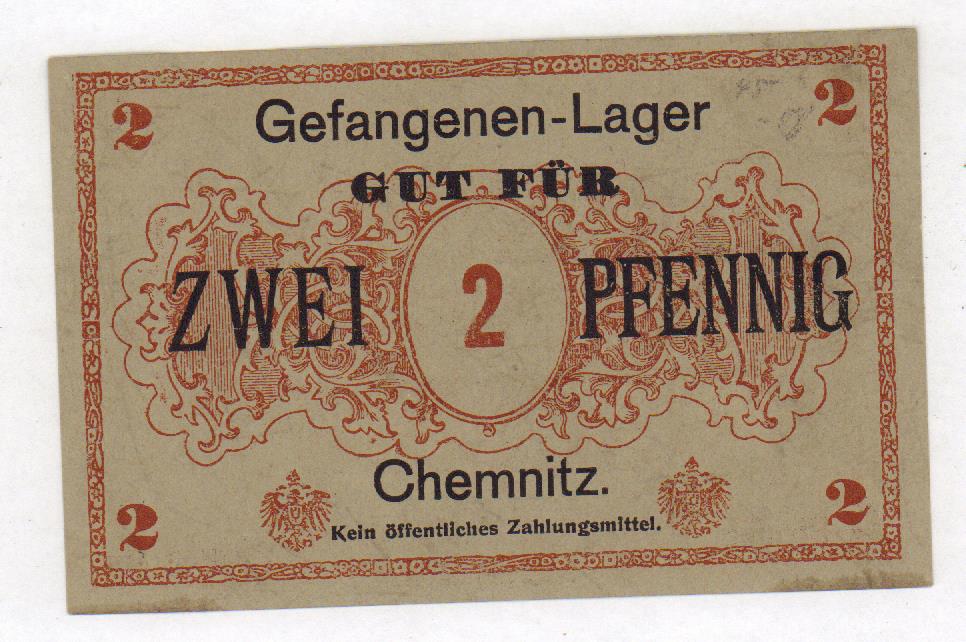 2 Gefangenen-Lager 2
GUT FÜR
ZWEI 2 PFENNIG
Chemnitz.
Kein öffentliches Zahlungsmittel.
2 2